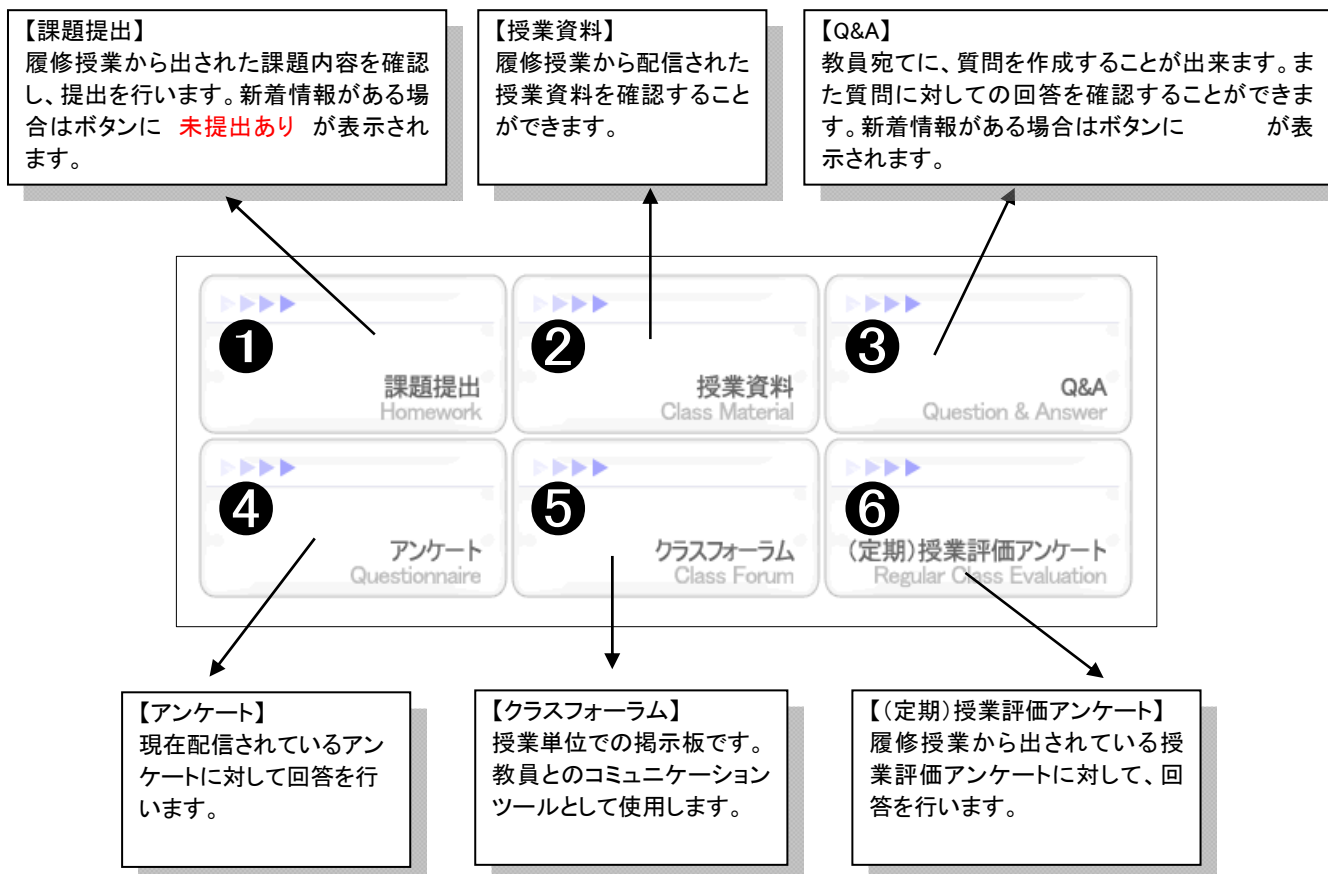 【課題提出】
履修授業から出された課題内容を確認
し、提出を行います。新着情報がある場
合はボタンに 未提出あり が表示され
ます。
【授業資料】
履修授業から配信された
授業資料を確認すること
ができます。
【Q&A】
教員宛てに、質問を作成することが出来ます。ま
た質問に対しての回答を確認することができま
す。新着情報がある場合はボタンに が表
示されます。
❶
課題提出
Homework
❷
授業資料
Class Material
❸
Q&A
Question & Answer
❹
アンケート
Questionnaire
❺
クラスフォーラム
Class Forum
❻
(定期)授業評価アンケート
Regular Class Evaluation
【アンケート】
現在配信されているアン
ケートに対して回答を行
います。
【クラスフォーラム】
授業単位での掲示板です。
教員とのコミュニケーション
ツールとして使用します。
【(定期)授業評価アンケート】
履修授業から出されている授
業評価アンケートに対して、回
答を行います。